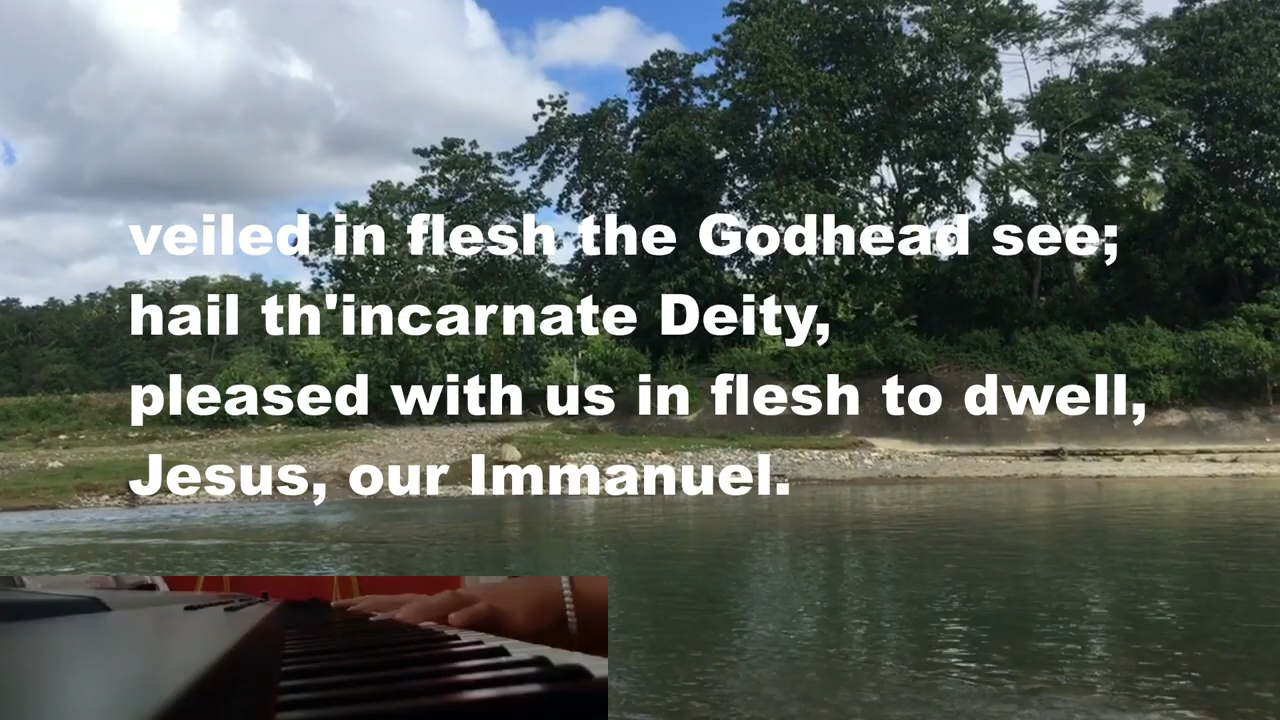 veiled in flesh the Godhead see;
hail th'incarnate Deity,
pleased with us in flesh to dwell,
Jesus, our Immanuel.